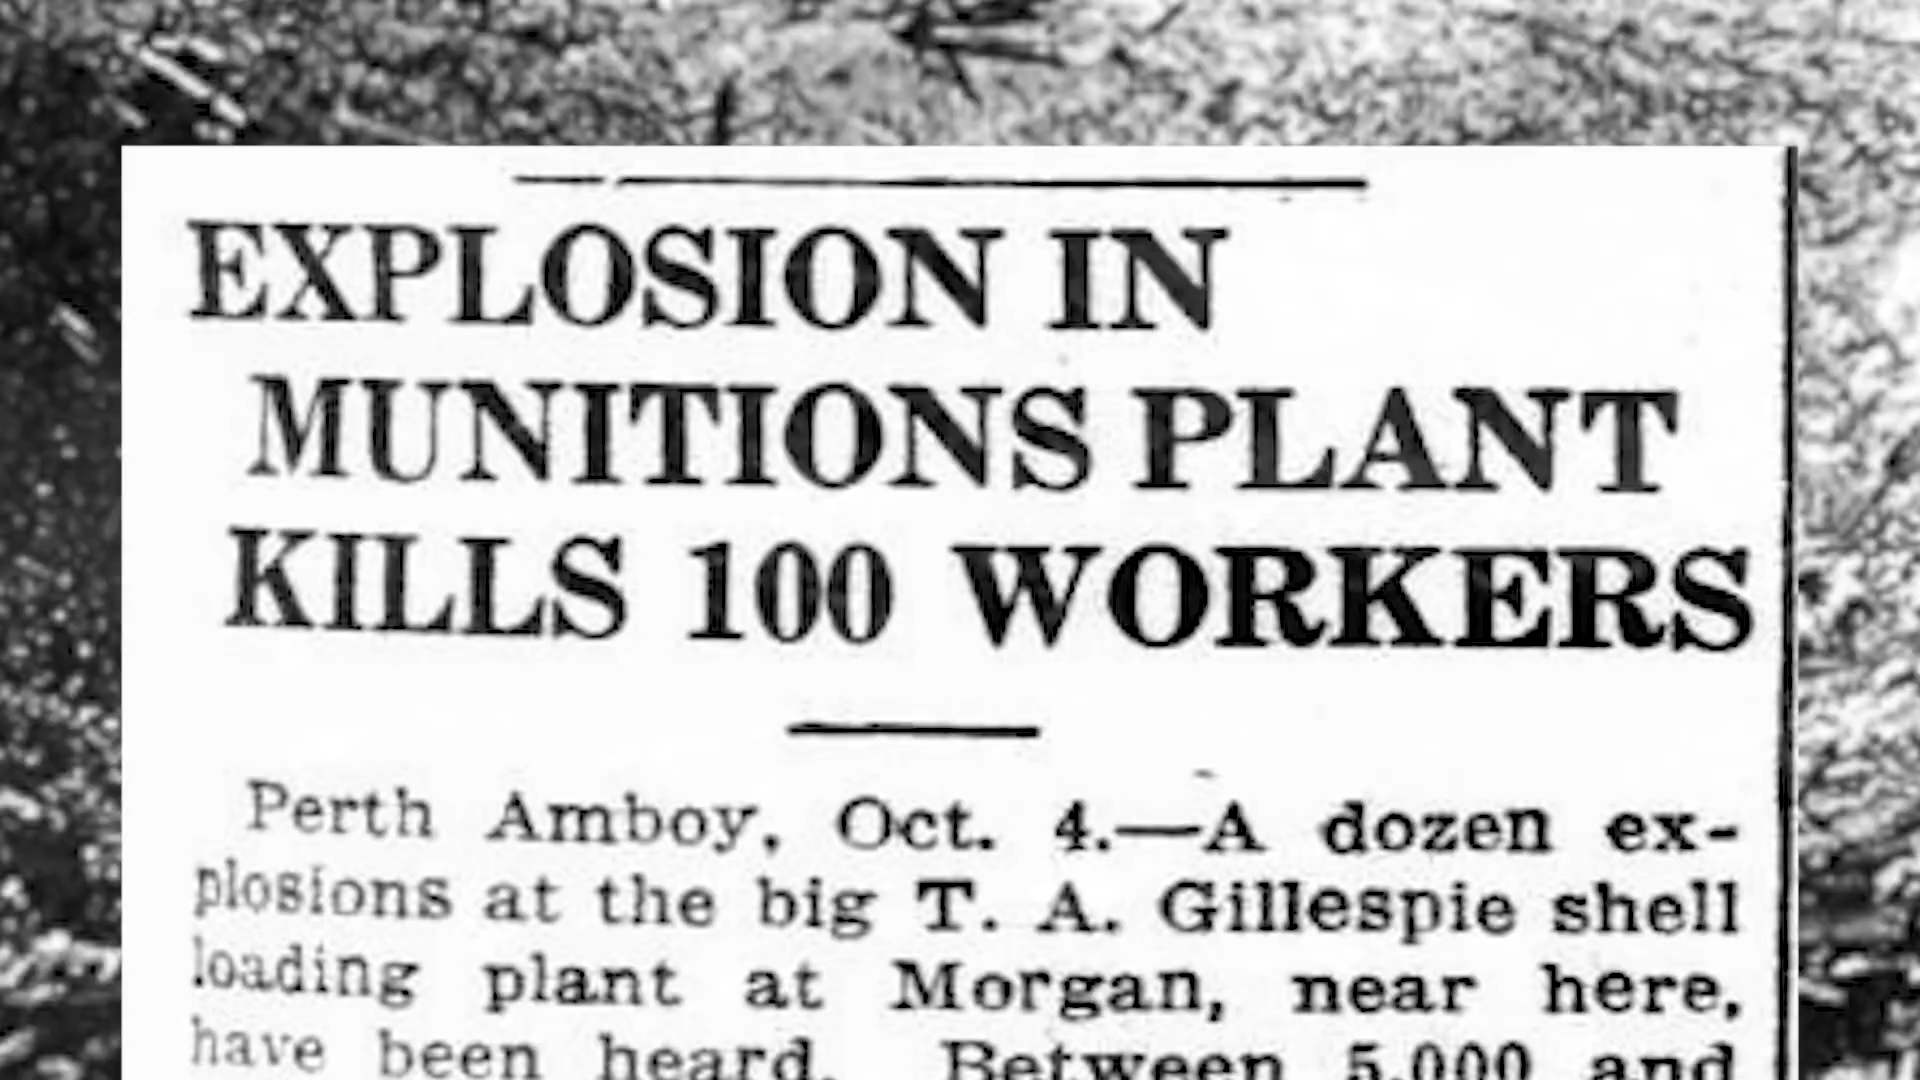 EXPLOSION IN
MUNITIONS PLANT
KILLS 100 WORKERS
Perth Amboy, Oct. 4.—A dozen ex-
plosions at the big T. A. Gillespie shell
loading plant at Morgan, near here,
have been heard. Between 5,000 and